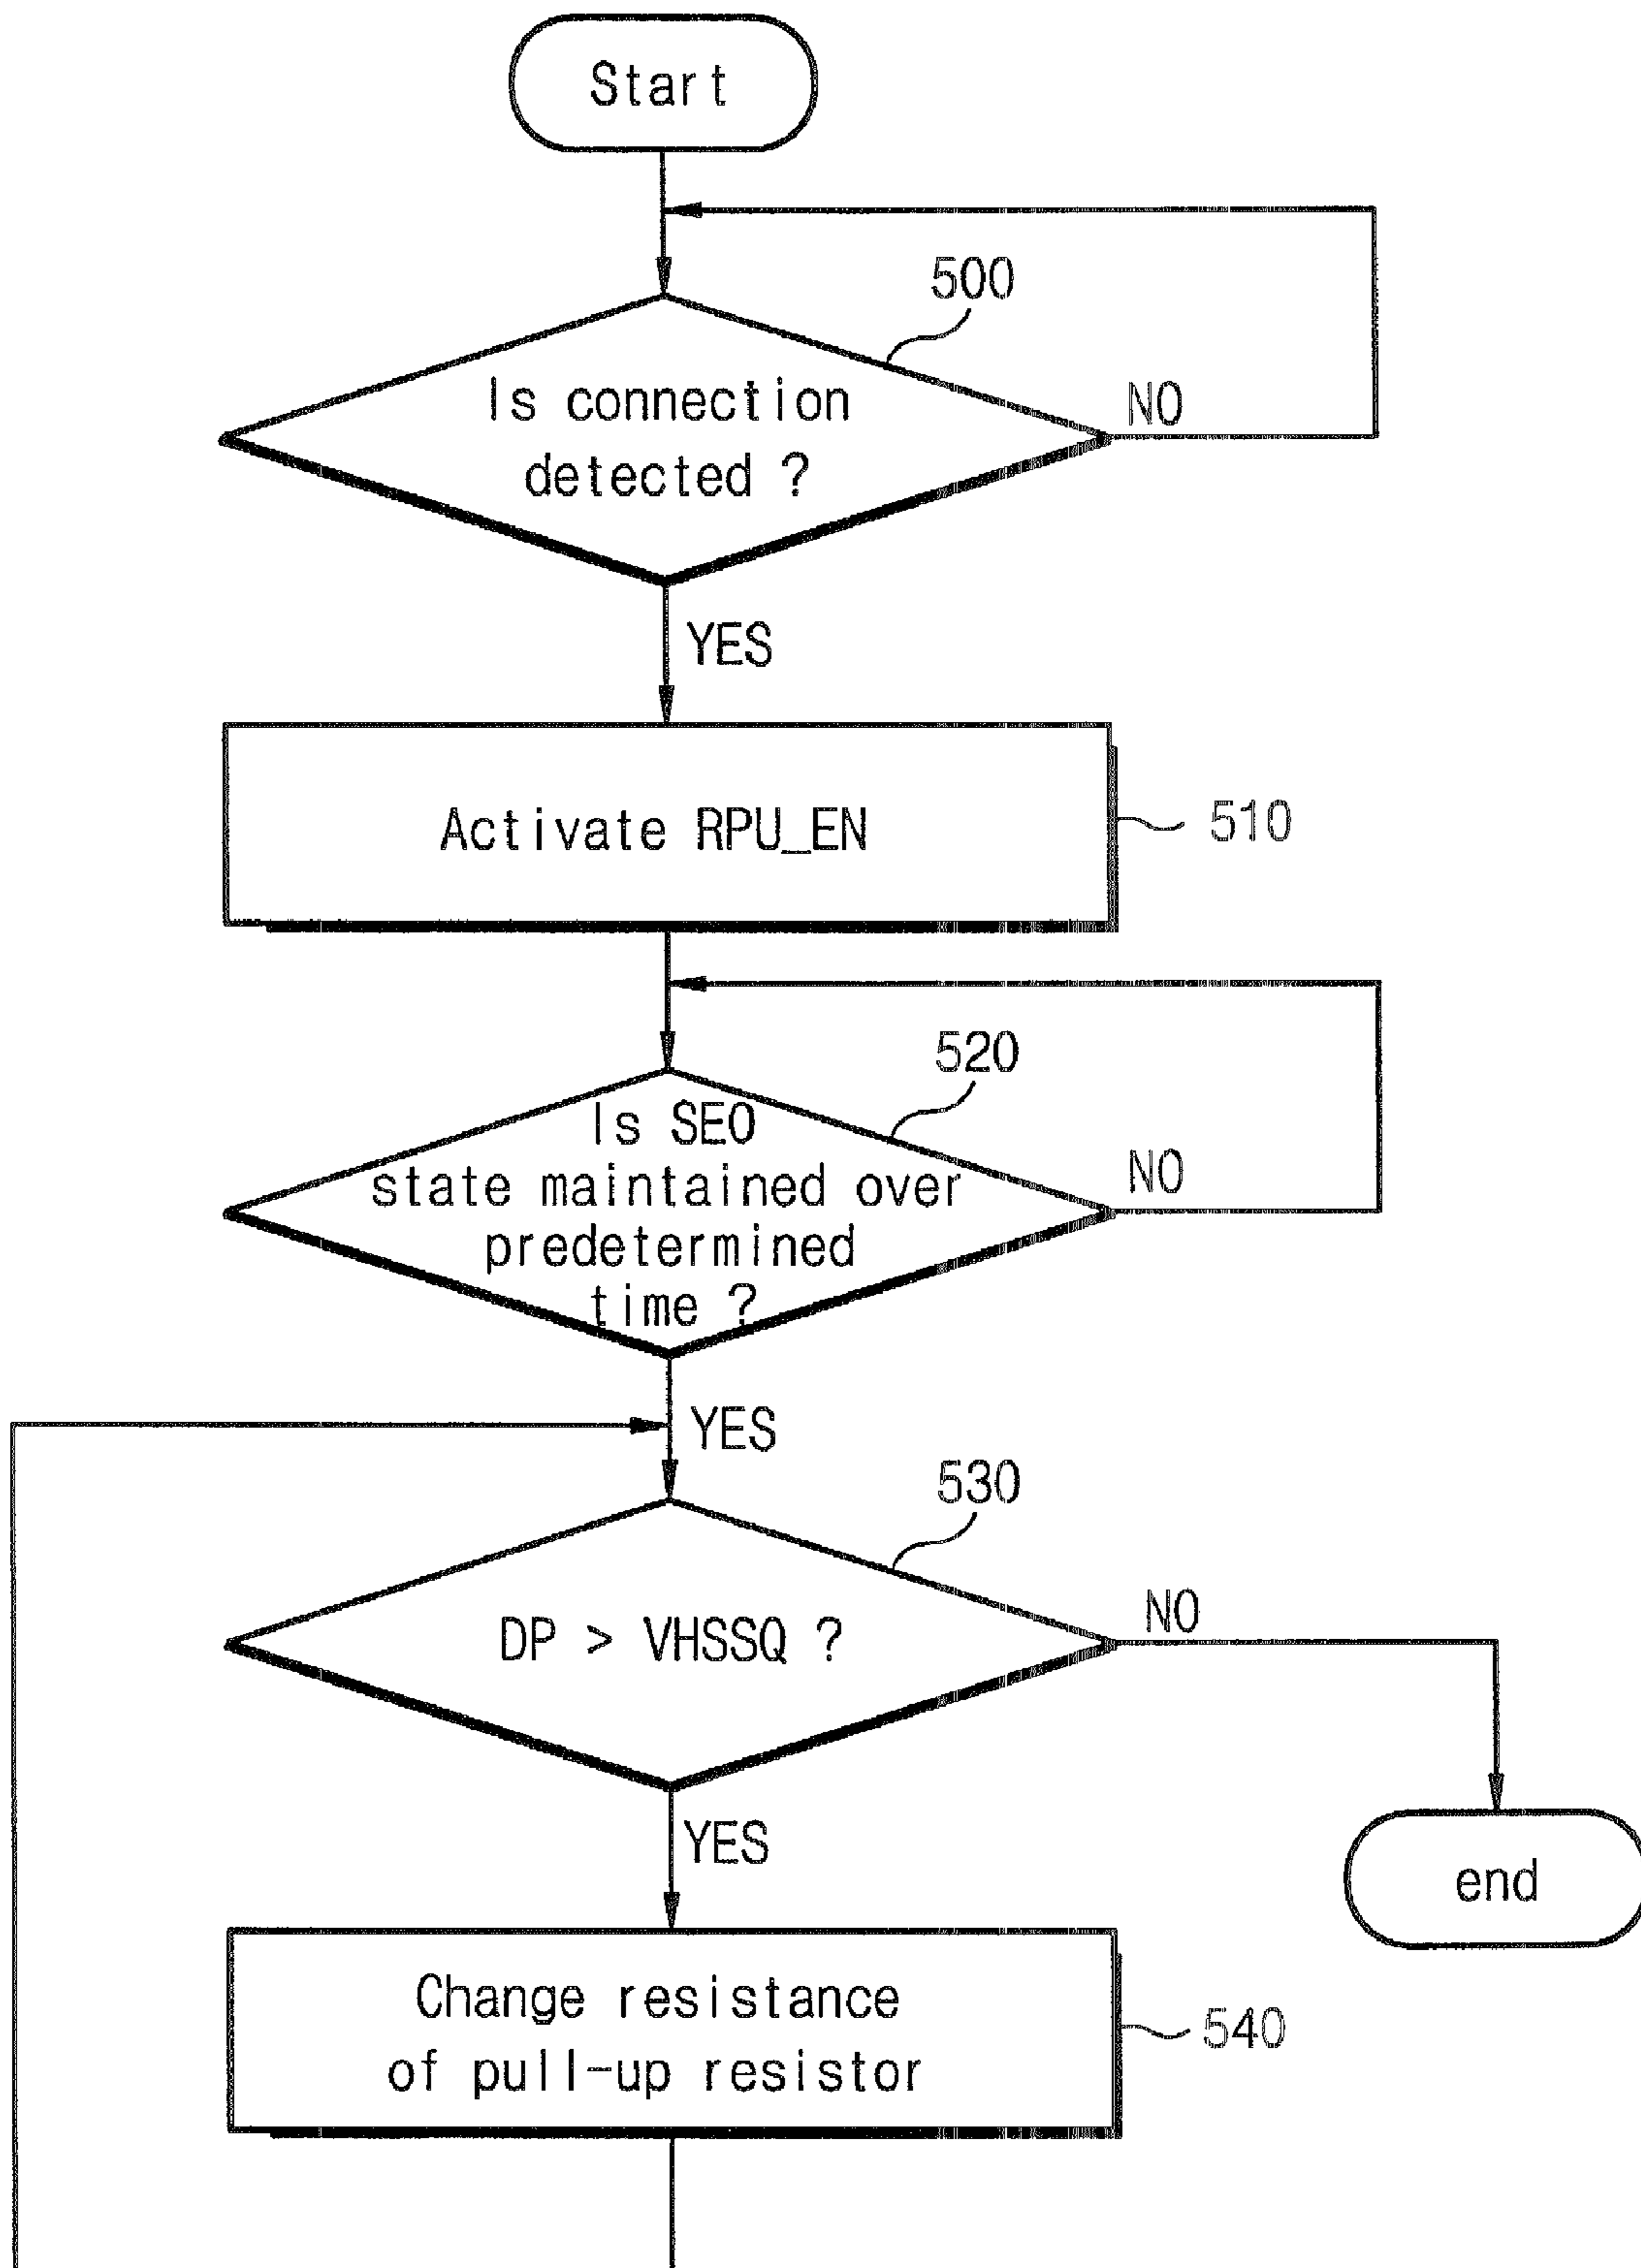 Start
500
Is connection
detected ?
NO
YES
Activate RPU_EN
510
520
Is SE0
state maintained over
predetermined
time ?
NO
YES
530
DP > VHSSQ ?
NO
YES
end
Change resistance
of pull-up resistor
540